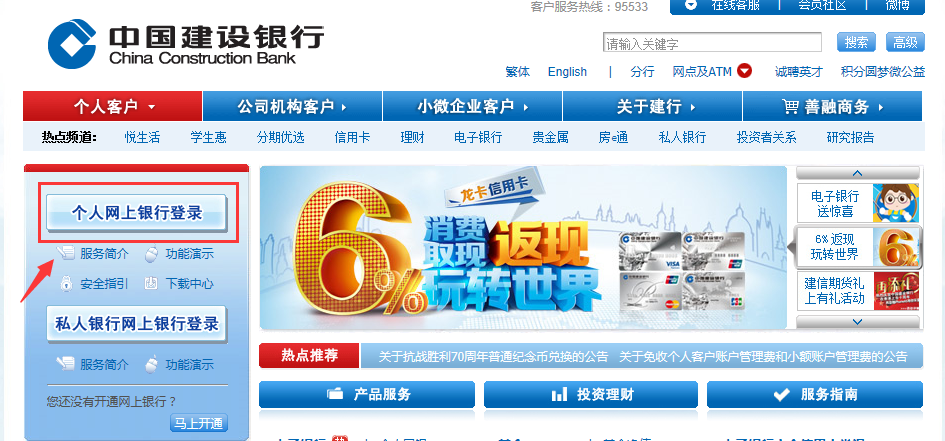 客户服务热线：95533 在线客服 | 会员社区 | 微博
中国建设银行
China Construction Bank
请输入关键字 搜索 高级
繁体 English | 分行 网点及ATM 诚聘英才 积分圆梦微公益
个人客户 公司机构客户 小微企业客户 关于建行 善融商务
热点频道: 悦生活 学生惠 分期优选 信用卡 理财 电子银行 贵金属 房e通 私人银行 投资者关系 研究报告
个人网上银行登录
服务简介 功能演示
安全指引 下载中心
私人银行网上银行登录
服务简介 功能演示
您还没有开通网上银行？
马上开通
龙卡信用卡
6%
消费
取现
返现
玩转世界
VISA
电子银行
送惊喜
6% 返现
玩转世界
6%
建信期货礼
上有礼活动
热点推荐 关于抗战胜利70周年普通纪念币兑换的公告 关于免收个人客户账户管理费和小额账户管理费的公告
产品服务 投资理财 服务指南